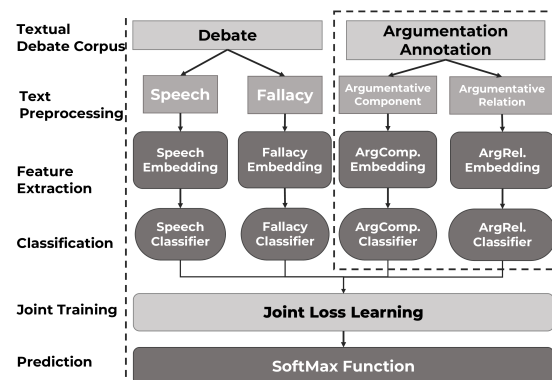 Textual
Debate Corpus
Debate
Argumentation
Annotation
Text
Preprocessing
Speech
Fallacy
Argumentative
Component
Argumentative
Relation
Feature
Extraction
Speech
Embedding
Fallacy
Embedding
ArgComp.
Embedding
ArgRel.
Embedding
Classification
Speech
Classifier
Fallacy
Classifier
ArgComp.
Classifier
ArgRel.
Classifier
Joint Training
Joint Loss Learning
Prediction
SoftMax Function